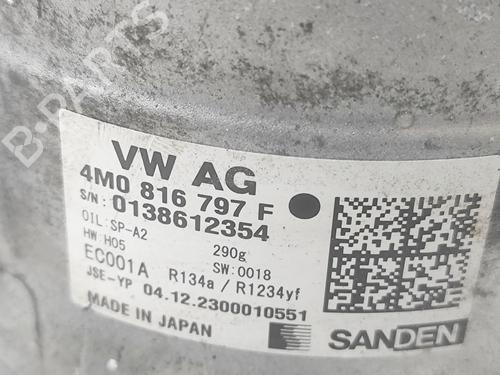 B-PARTS
VW AG
4M0 816 797 F
S/N: 0138612354
OIL:SP-A2 290g
HW:H05 SW:0018
EC001A R134a / R1234yf
JSE-YP 04.12.2300010551
MADE IN JAPAN SANDEN